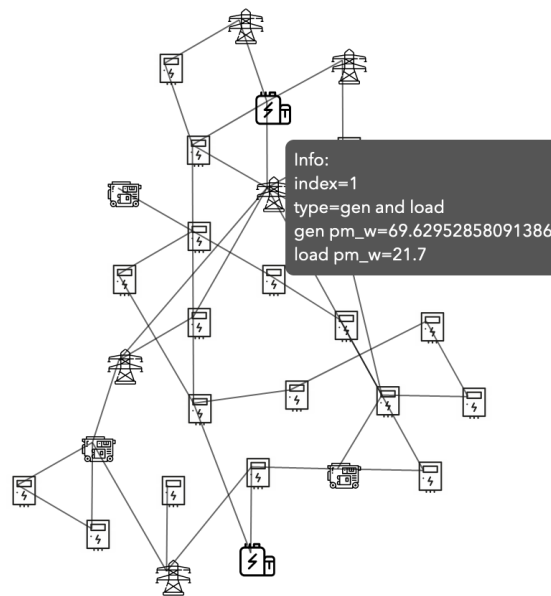 Info:
index=1
type=gen and load
gen pm_w=69.62952858091386
load pm_w=21.7